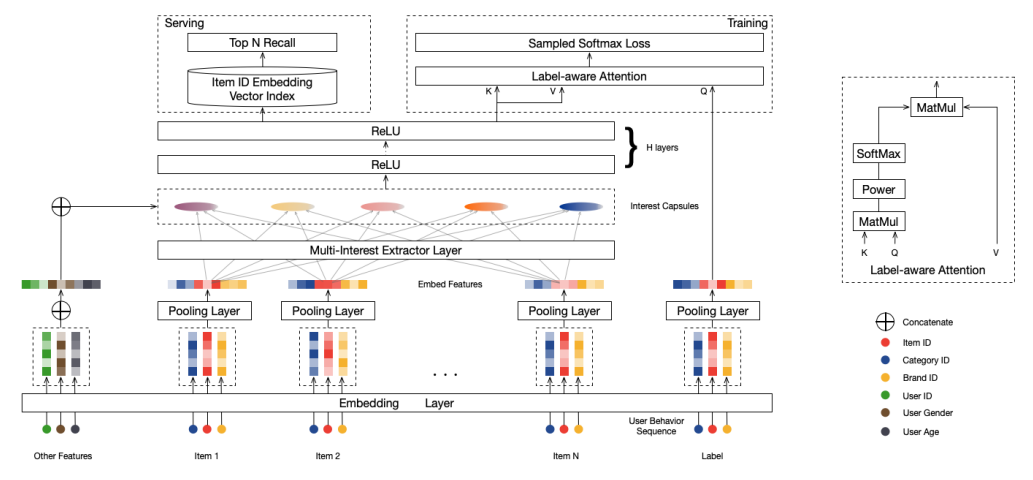 Serving
Training
Top N Recall
Item ID Embedding
Vector Index
Sampled Softmax Loss
Label-aware Attention
K
V
Q
ReLU
ReLU
H layers
Interest Capsules
Multi-Interest Extractor Layer
Embed Features
Pooling Layer
Pooling Layer
Pooling Layer
Pooling Layer
. . .
Embedding Layer
User Behavior
Sequence
Other Features
Item 1
Item 2
Item N
Label
MatMul
SoftMax
Power
MatMul
K
Q
V
Label-aware Attention
Concatenate
Item ID
Category ID
Brand ID
User ID
User Gender
User Age